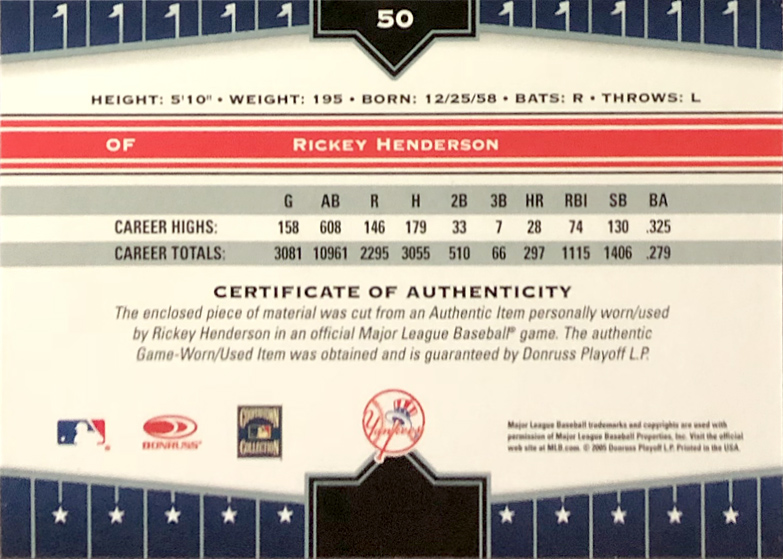 50
HEIGHT: 5'10" • WEIGHT: 195 • BORN: 12/25/58 • BATS: R • THROWS: L
OF RICKEY HENDERSON
G AB R H 2B 3B HR RBI SB BA
CAREER HIGHS: 158 608 146 179 33 7 28 74 130 .325
CAREER TOTALS: 3081 10961 2295 3055 510 66 297 1115 1406 .279
CERTIFICATE OF AUTHENTICITY
The enclosed piece of material was cut from an Authentic Item personally worn/used
by Rickey Henderson in an official Major League Baseball® game. The authentic
Game-Worn/Used Item was obtained and is guaranteed by Donruss Playoff L.P.
DONRUSS
COOPERSTOWN
COLLECTION
Yankees
Major League Baseball trademarks and copyrights are used with
permission of Major League Baseball Properties, Inc. Visit the official
web site at MLB.com. © 2005 Donruss Playoff L.P. Printed in the USA.